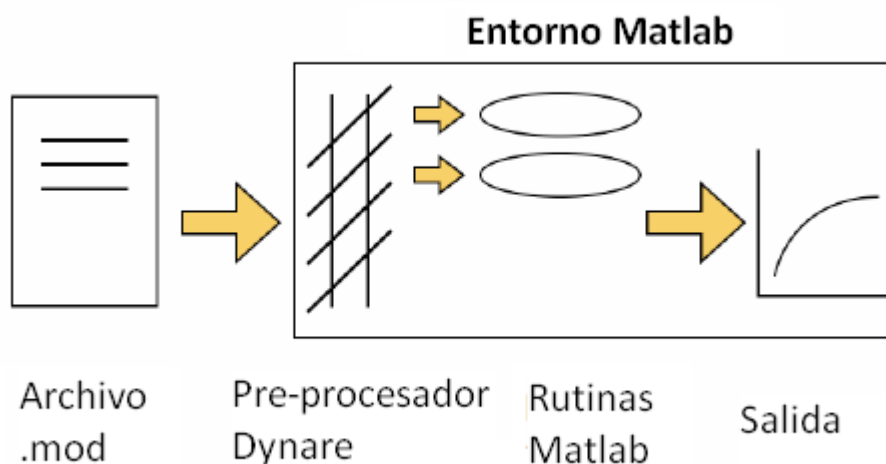 Entorno Matlab
Archivo
.mod
Pre-procesador
Dynare
Rutinas
Matlab
Salida